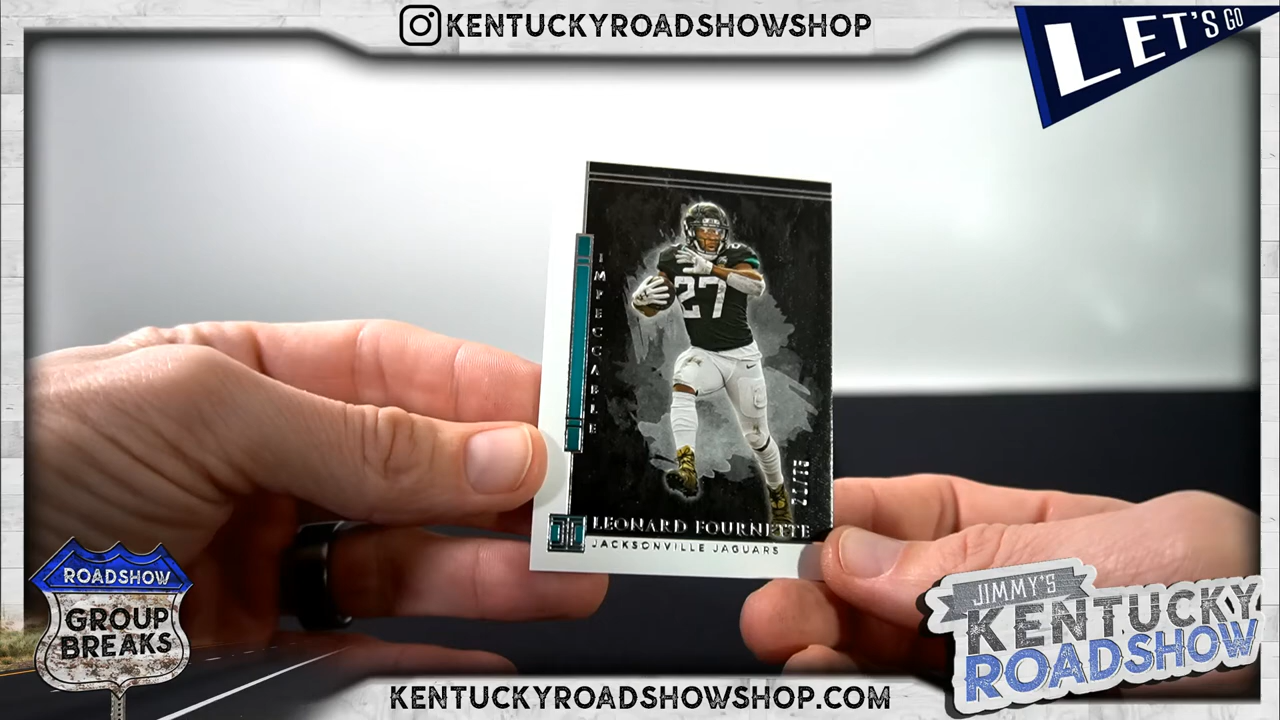 KENTUCKYROADSHOWSHOP
LET'S GO
IMPECCABLE
27
LEONARD FOURNETTE
JACKSONVILLE JAGUARS
ROADSHOW
GROUP
BREAKS
JIMMY'S
KENTUCKY
ROADSHOW
KENTUCKYROADSHOWSHOP.COM